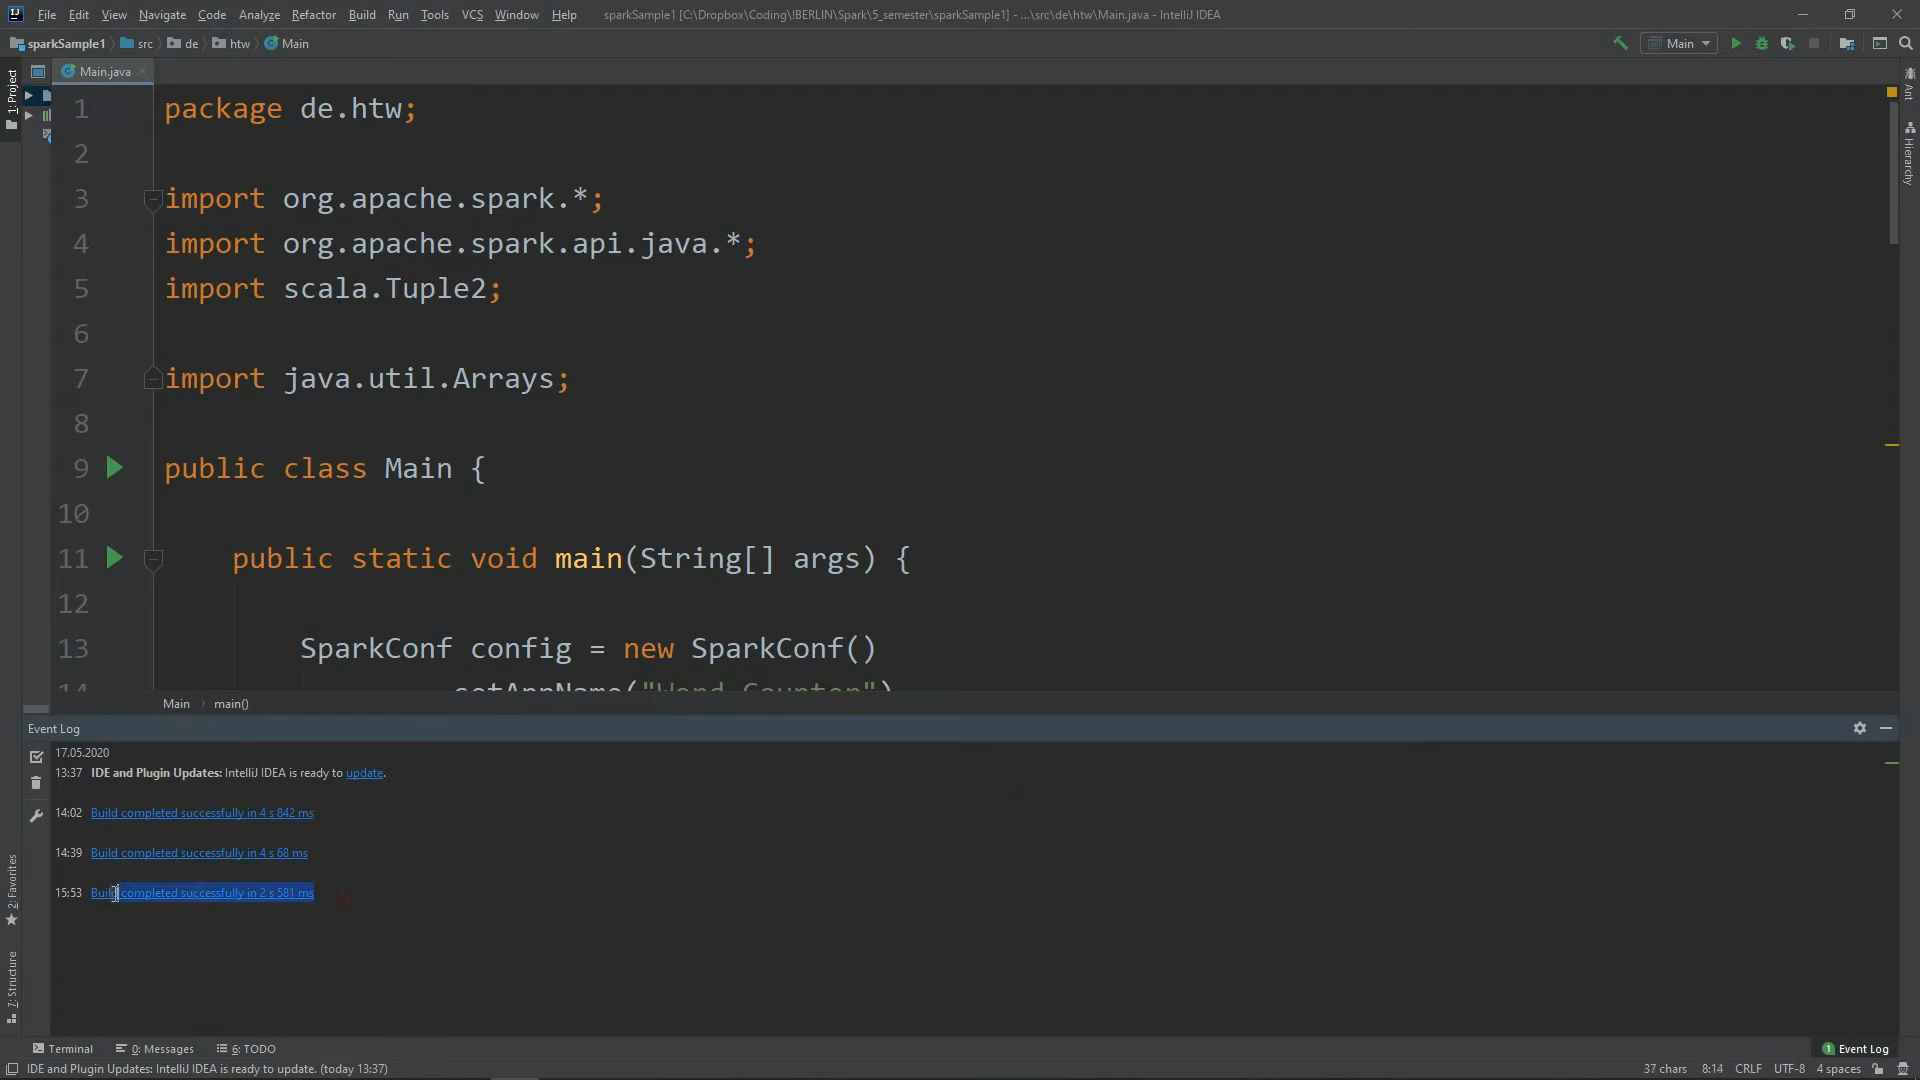 File Edit View Navigate Code Analyze Refactor Build Run Tools VCS Window Help sparkSample1 [C:\Dropbox\Coding\!BERLIN\Spark\5_semester\sparkSample1] - ...\src\de\htw\Main.java - IntelliJ IDEA
sparkSample1 src de htw Main Main
1: Project
Main.java
Ant
Hierarchy
1 package de.htw;
2
3 import org.apache.spark.*;
4 import org.apache.spark.api.java.*;
5 import scala.Tuple2;
6
7 import java.util.Arrays;
8
9 public class Main {
10
11 public static void main(String[] args) {
12
13 SparkConf config = new SparkConf()
14 .setAppName("Word Counter")
Main main()
Event Log
17.05.2020
13:37 IDE and Plugin Updates: IntelliJ IDEA is ready to update.
14:02 Build completed successfully in 4 s 842 ms
14:39 Build completed successfully in 4 s 68 ms
15:53 Build completed successfully in 2 s 581 ms
2: Favorites
7: Structure
Terminal 0: Messages 6: TODO 1 Event Log
IDE and Plugin Updates: IntelliJ IDEA is ready to update. (today 13:37) 37 chars 8:14 CRLF UTF-8 4 spaces